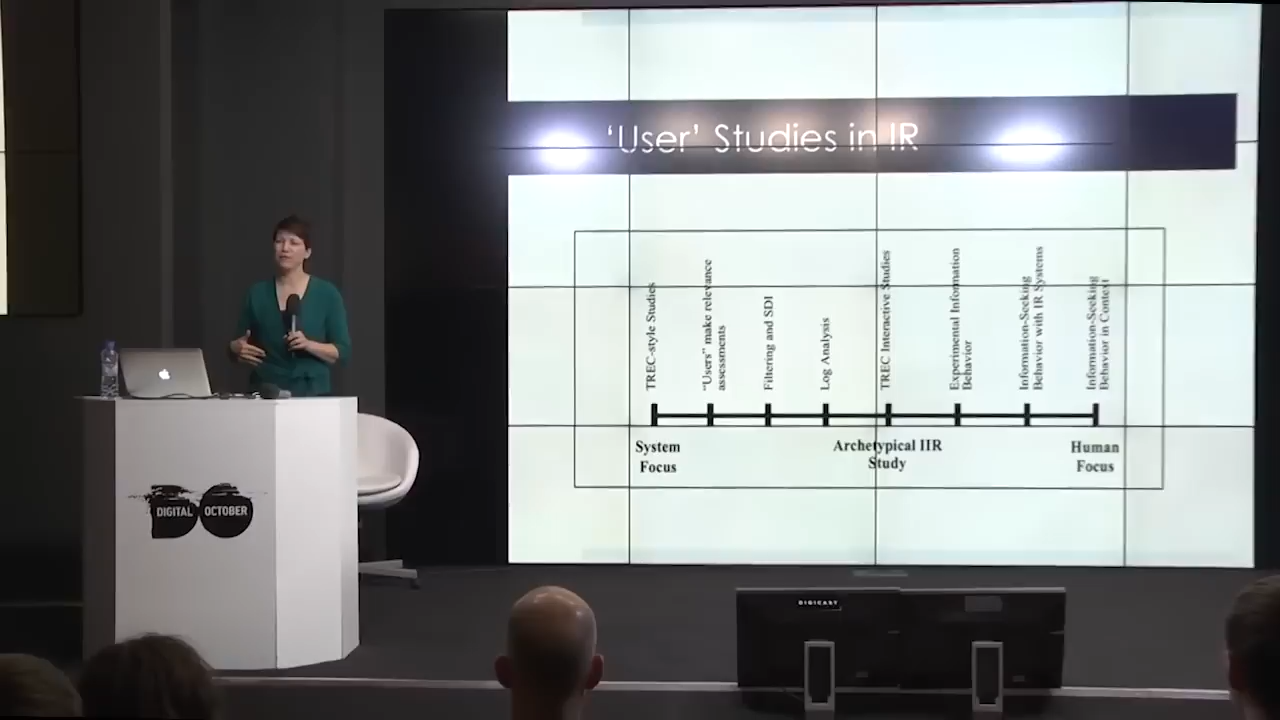 ‘User’ Studies in IR
TREC-style Studies
"Users" make relevance
assessments
Filtering and SDI
Log Analysis
TREC Interactive Studies
Experimental Information
Behavior
Information-Seeking
Behavior with IR Systems
Information-Seeking
Behavior in Context
System
Focus
Archetypical IIR
Study
Human
Focus
DIGITAL OCTOBER
DIGICAST